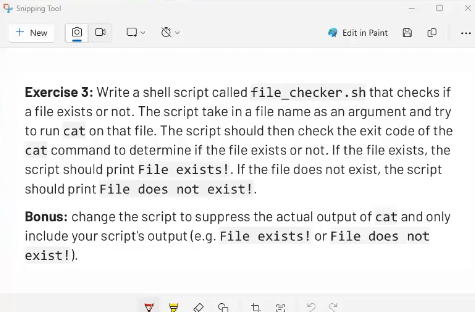 Snipping Tool
New
Edit in Paint
Exercise 3: Write a shell script called file_checker.sh that checks if
a file exists or not. The script take in a file name as an argument and try
to run cat on that file. The script should then check the exit code of the
cat command to determine if the file exists or not. If the file exists, the
script should print File exists!. If the file does not exist, the script
should print File does not exist!.
Bonus: change the script to suppress the actual output of cat and only
include your script's output (e.g. File exists! or File does not
exist!).